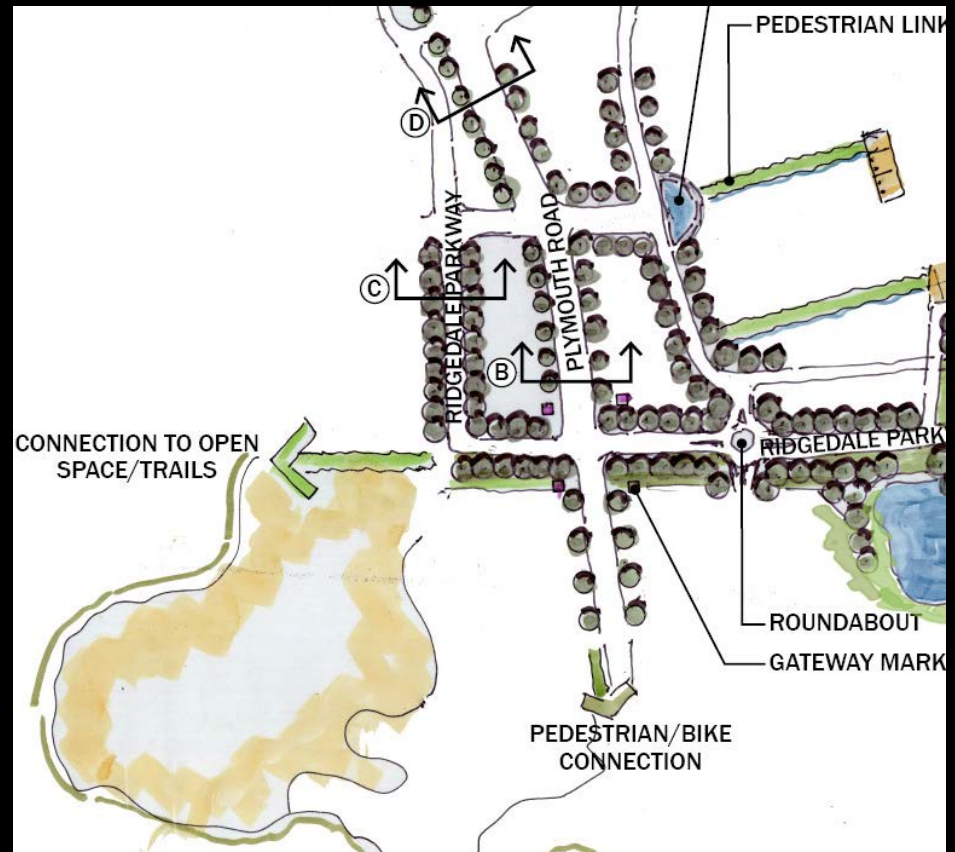 PEDESTRIAN LINK
D
RIDGEDALE PARKWAY
PLYMOUTH ROAD
C
B
CONNECTION TO OPEN
SPACE/TRAILS
RIDGEDALE PARK
ROUNDABOUT
GATEWAY MARK
PEDESTRIAN/BIKE
CONNECTION